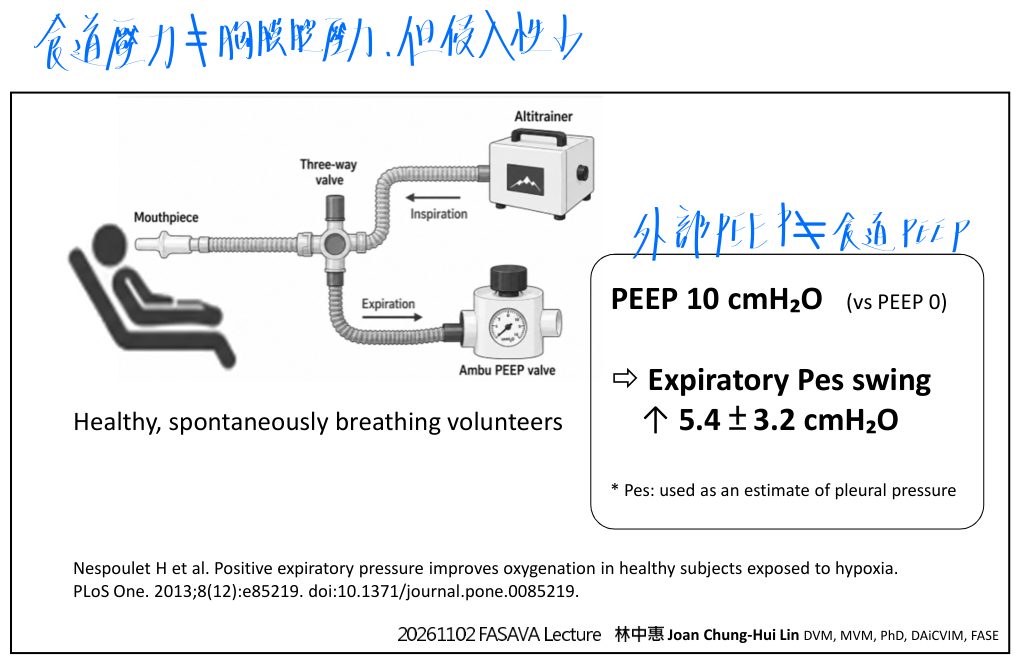 食道壓力≠胸膜腔壓力、但侵入性少
Altitrainer
Three-way
valve
Inspiration
Mouthpiece
外部PEEP≠食道PEEP
PEEP 10 cmH₂O (vs PEEP 0)
Expiration
Ambu PEEP valve
⇨ Expiratory Pes swing
↑ 5.4 ± 3.2 cmH₂O
Healthy, spontaneously breathing volunteers
* Pes: used as an estimate of pleural pressure
Nespoulet H et al. Positive expiratory pressure improves oxygenation in healthy subjects exposed to hypoxia.
PLoS One. 2013;8(12):e85219. doi:10.1371/journal.pone.0085219.
20261102 FASAVA Lecture 林中惠 Joan Chung-Hui Lin DVM, MVM, PhD, DAiCVIM, FASE